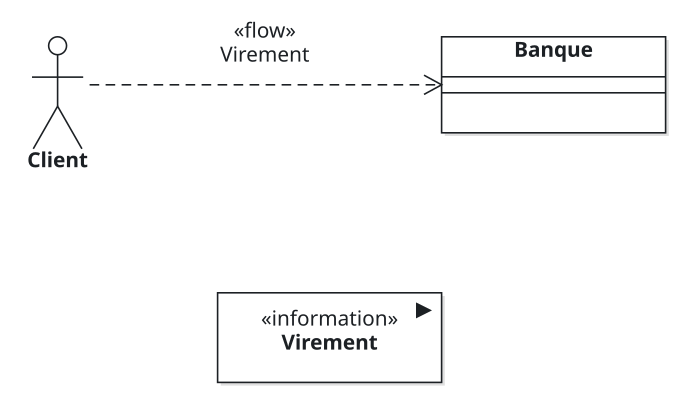 «flow»
Virement
Banque
Client
«information»
Virement